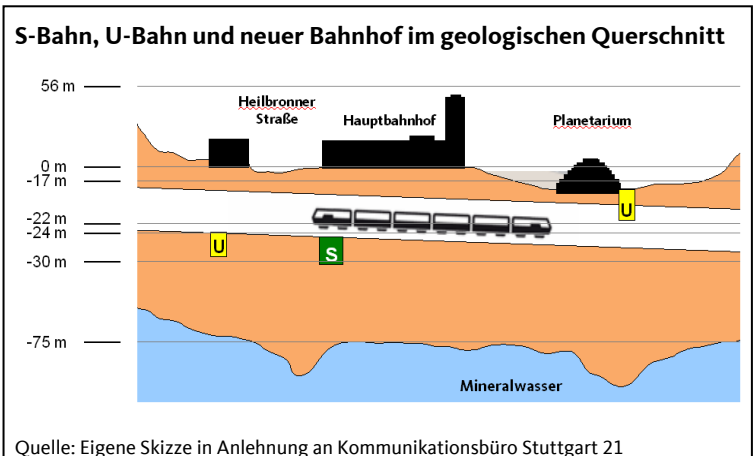 S-Bahn, U-Bahn und neuer Bahnhof im geologischen Querschnitt
56 m
Heilbronner
Straße
Hauptbahnhof
Planetarium
0 m
-17 m
U
-22 m
-24 m
U
S
-30 m
-75 m
Mineralwasser
Quelle: Eigene Skizze in Anlehnung an Kommunikationsbüro Stuttgart 21